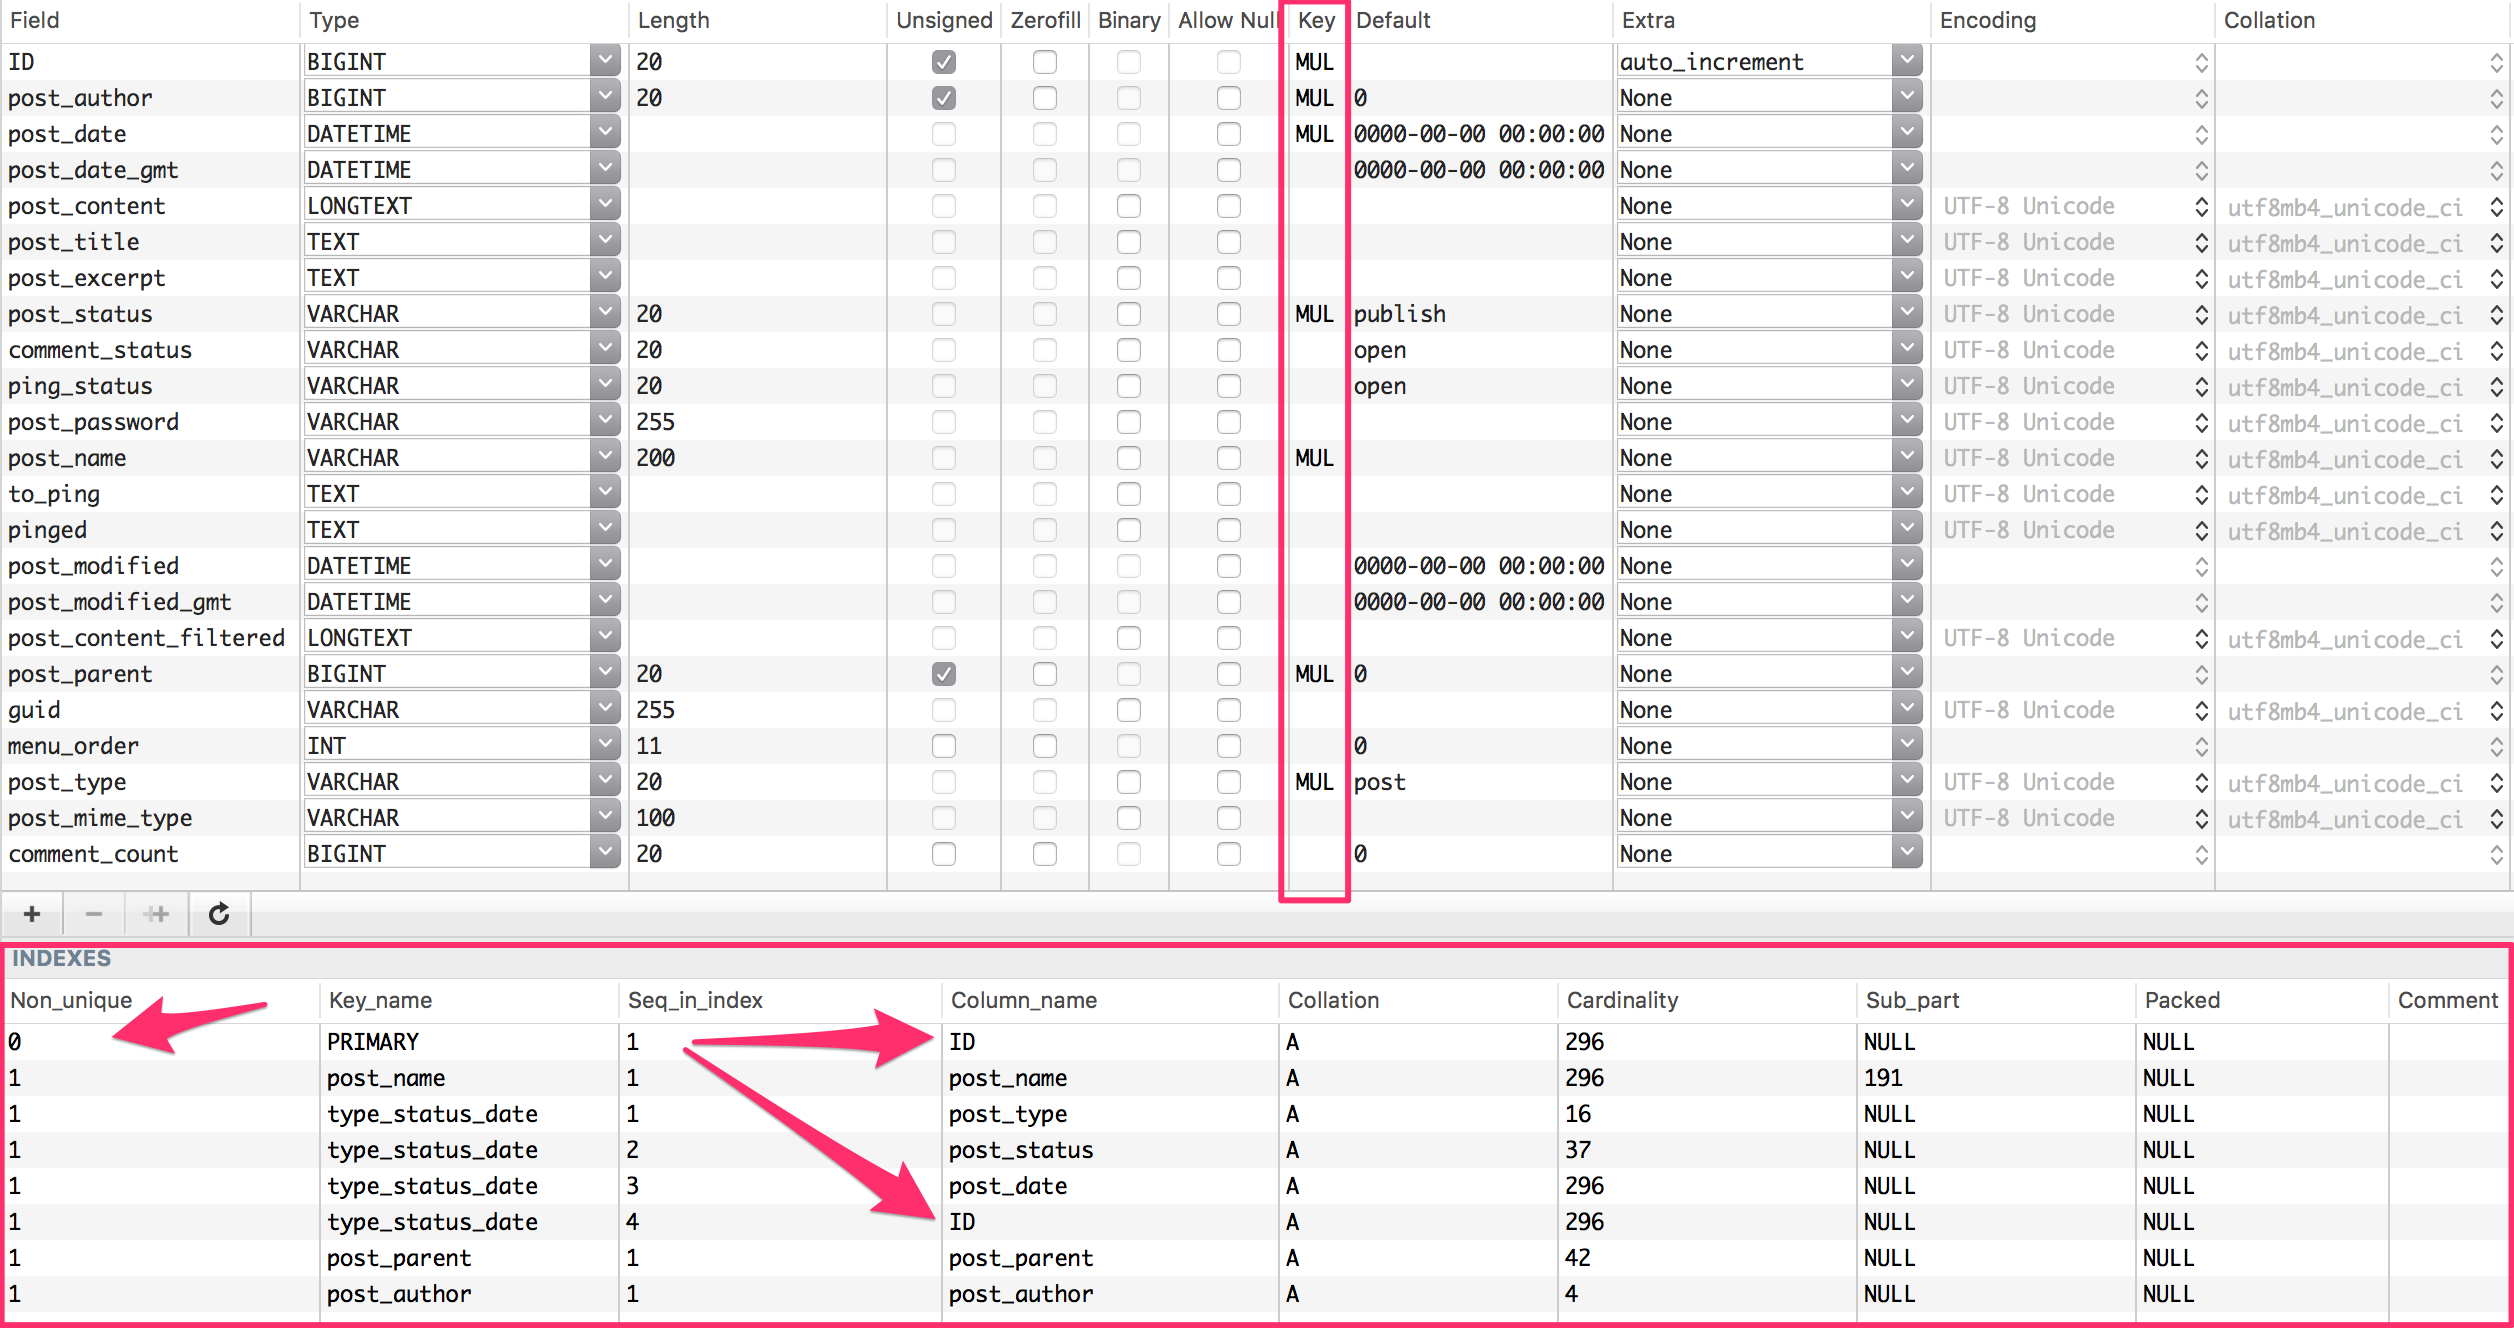 Field Type Length Unsigned Zerofill Binary Allow Null Key Default Extra Encoding Collation
ID BIGINT 20 MUL auto_increment
post_author BIGINT 20 MUL 0 None
post_date DATETIME MUL 0000-00-00 00:00:00 None
post_date_gmt DATETIME 0000-00-00 00:00:00 None
post_content LONGTEXT None UTF-8 Unicode utf8mb4_unicode_ci
post_title TEXT None UTF-8 Unicode utf8mb4_unicode_ci
post_excerpt TEXT None UTF-8 Unicode utf8mb4_unicode_ci
post_status VARCHAR 20 MUL publish None UTF-8 Unicode utf8mb4_unicode_ci
comment_status VARCHAR 20 open None UTF-8 Unicode utf8mb4_unicode_ci
ping_status VARCHAR 20 open None UTF-8 Unicode utf8mb4_unicode_ci
post_password VARCHAR 255 None UTF-8 Unicode utf8mb4_unicode_ci
post_name VARCHAR 200 MUL None UTF-8 Unicode utf8mb4_unicode_ci
to_ping TEXT None UTF-8 Unicode utf8mb4_unicode_ci
pinged TEXT None UTF-8 Unicode utf8mb4_unicode_ci
post_modified DATETIME 0000-00-00 00:00:00 None
post_modified_gmt DATETIME 0000-00-00 00:00:00 None
post_content_filtered LONGTEXT None UTF-8 Unicode utf8mb4_unicode_ci
post_parent BIGINT 20 MUL 0 None
guid VARCHAR 255 None UTF-8 Unicode utf8mb4_unicode_ci
menu_order INT 11 0 None
post_type VARCHAR 20 MUL post None UTF-8 Unicode utf8mb4_unicode_ci
post_mime_type VARCHAR 100 None UTF-8 Unicode utf8mb4_unicode_ci
comment_count BIGINT 20 0 None
INDEXES
Non_unique Key_name Seq_in_index Column_name Collation Cardinality Sub_part Packed Comment
0 PRIMARY 1 ID A 296 NULL NULL
1 post_name 1 post_name A 296 191 NULL
1 type_status_date 1 post_type A 16 NULL NULL
1 type_status_date 2 post_status A 37 NULL NULL
1 type_status_date 3 post_date A 296 NULL NULL
1 type_status_date 4 ID A 296 NULL NULL
1 post_parent 1 post_parent A 42 NULL NULL
1 post_author 1 post_author A 4 NULL NULL